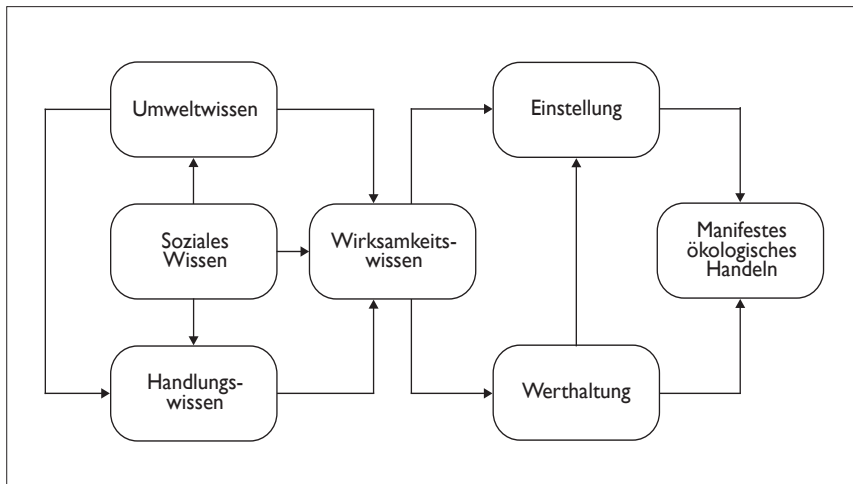 Umweltwissen
Soziales
Wissen
Handlungs-
wissen
Wirksamkeits-
wissen
Einstellung
Werthaltung
Manifestes
ökologisches
Handeln